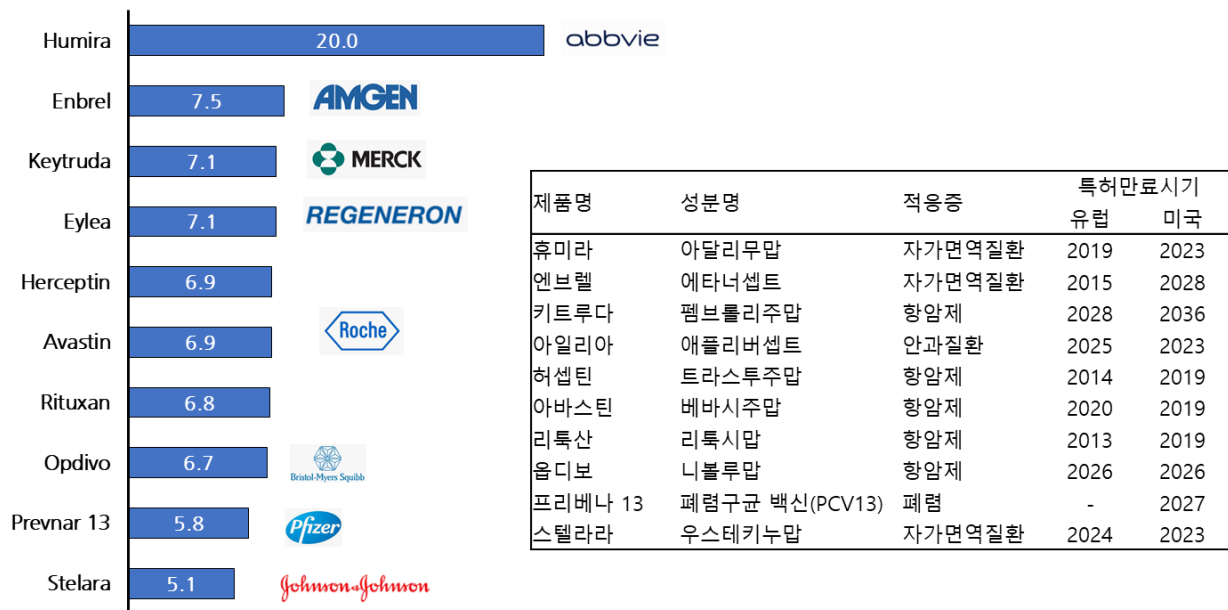 Humira 20.0 abbvie
Enbrel 7.5 AMGEN
Keytruda 7.1 MERCK
Eylea 7.1 REGENERON
Herceptin 6.9
Avastin 6.9 Roche
Rituxan 6.8
Opdivo 6.7 Bristol-Myers Squibb
Prevnar 13 5.8 Pfizer
Stelara 5.1 Johnson & Johnson
제품명 성분명 적응증 특허만료시기
유럽 미국
휴미라 아달리무맙 자가면역질환 2019 2023
엔브렐 에타너셉트 자가면역질환 2015 2028
키트루다 펨브롤리주맙 항암제 2028 2036
아일리아 애플리버셉트 안과질환 2025 2023
허셉틴 트라스투주맙 항암제 2014 2019
아바스틴 베바시주맙 항암제 2020 2019
리툭산 리툭시맙 항암제 2013 2019
옵디보 니볼루맙 항암제 2026 2026
프리베나 13 폐렴구균 백신(PCV13) 폐렴 - 2027
스텔라라 우스테키누맙 자가면역질환 2024 2023